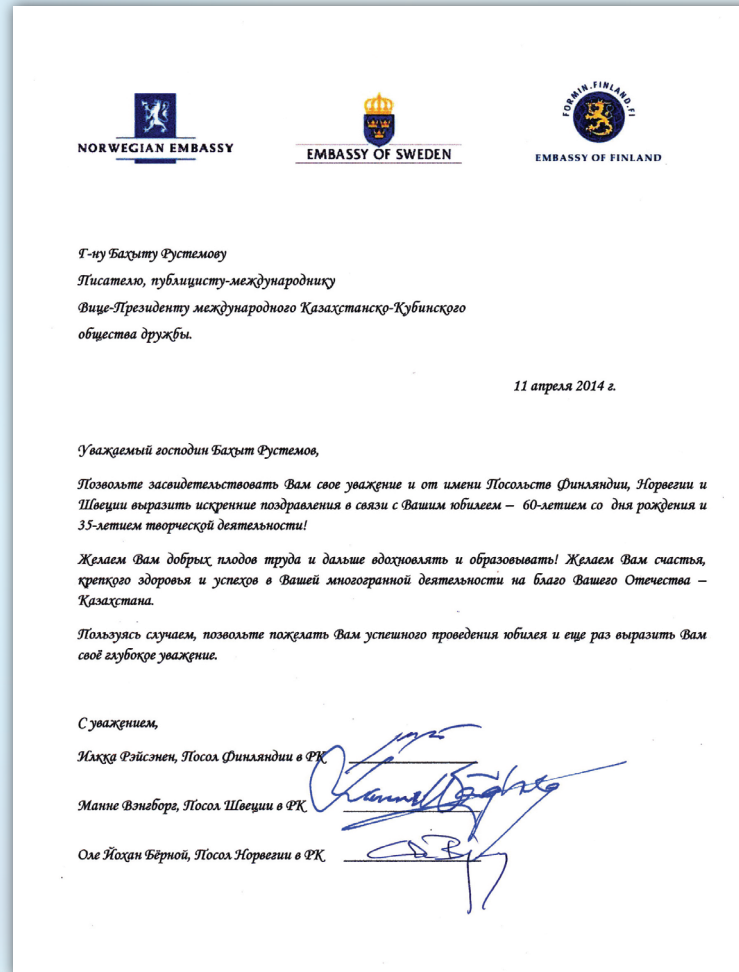 NORWEGIAN EMBASSY
EMBASSY OF SWEDEN
FORMIN.FINLAND.FI
EMBASSY OF FINLAND
Г-ну Бахыту Рустемову
Писателю, публицисту-международнику
Вице-Президенту международного Казахстанско-Кубинского
общества дружбы.
11 апреля 2014 г.
Уважаемый господин Бахыт Рустемов,
Позвольте засвидетельствовать Вам свое уважение и от имени Посольств Финляндии, Норвегии и
Швеции выразить искренние поздравления в связи с Вашим юбилеем – 60-летием со дня рождения и
35-летием творческой деятельности!
Желаем Вам добрых плодов труда и дальше вдохновлять и образовывать! Желаем Вам счастья,
крепкого здоровья и успехов в Вашей многогранной деятельности на благо Вашего Отечества –
Казахстана.
Пользуясь случаем, позвольте пожелать Вам успешного проведения юбилея и еще раз выразить Вам
своё глубокое уважение.
С уважением,
Илкка Рэйсэнен, Посол Финляндии в РК
Манне Вэнгборг, Посол Швеции в РК
Оле Йохан Бёрной, Посол Норвегии в РК